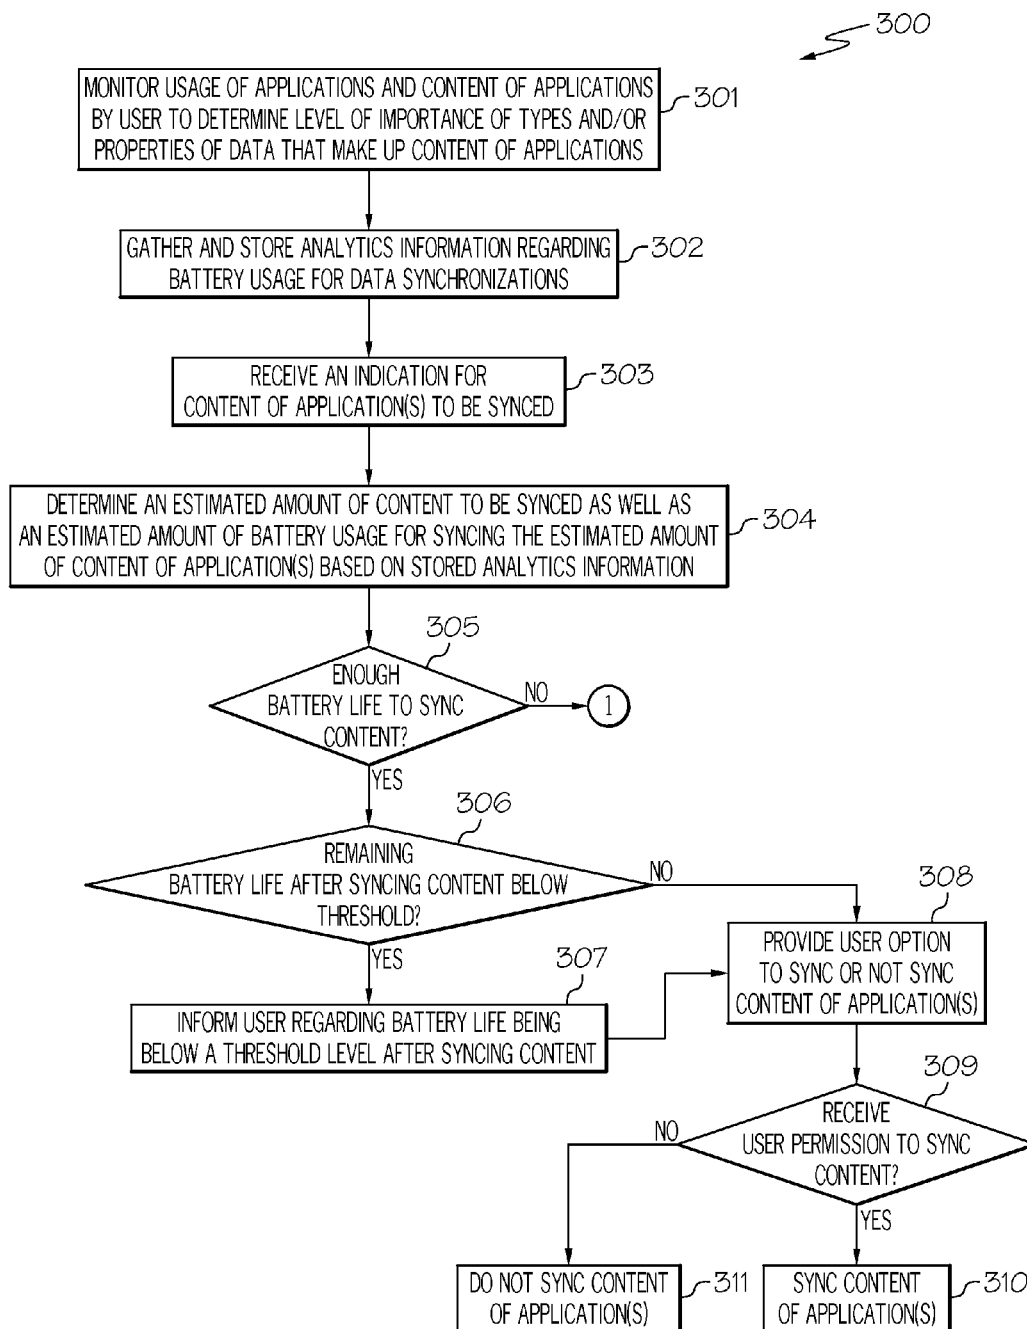 300
MONITOR USAGE OF APPLICATIONS AND CONTENT OF APPLICATIONS
BY USER TO DETERMINE LEVEL OF IMPORTANCE OF TYPES AND/OR
PROPERTIES OF DATA THAT MAKE UP CONTENT OF APPLICATIONS
301
GATHER AND STORE ANALYTICS INFORMATION REGARDING
BATTERY USAGE FOR DATA SYNCHRONIZATIONS
302
RECEIVE AN INDICATION FOR
CONTENT OF APPLICATION(S) TO BE SYNCED
303
DETERMINE AN ESTIMATED AMOUNT OF CONTENT TO BE SYNCED AS WELL AS
AN ESTIMATED AMOUNT OF BATTERY USAGE FOR SYNCING THE ESTIMATED AMOUNT
OF CONTENT OF APPLICATION(S) BASED ON STORED ANALYTICS INFORMATION
304
305
ENOUGH
BATTERY LIFE TO SYNC
CONTENT?
NO
1
YES
306
REMAINING
BATTERY LIFE AFTER SYNCING CONTENT BELOW
THRESHOLD?
NO
YES
307
INFORM USER REGARDING BATTERY LIFE BEING
BELOW A THRESHOLD LEVEL AFTER SYNCING CONTENT
308
PROVIDE USER OPTION
TO SYNC OR NOT SYNC
CONTENT OF APPLICATION(S)
309
RECEIVE
USER PERMISSION TO SYNC
CONTENT?
NO
YES
DO NOT SYNC CONTENT
OF APPLICATION(S)
311
SYNC CONTENT
OF APPLICATION(S)
310